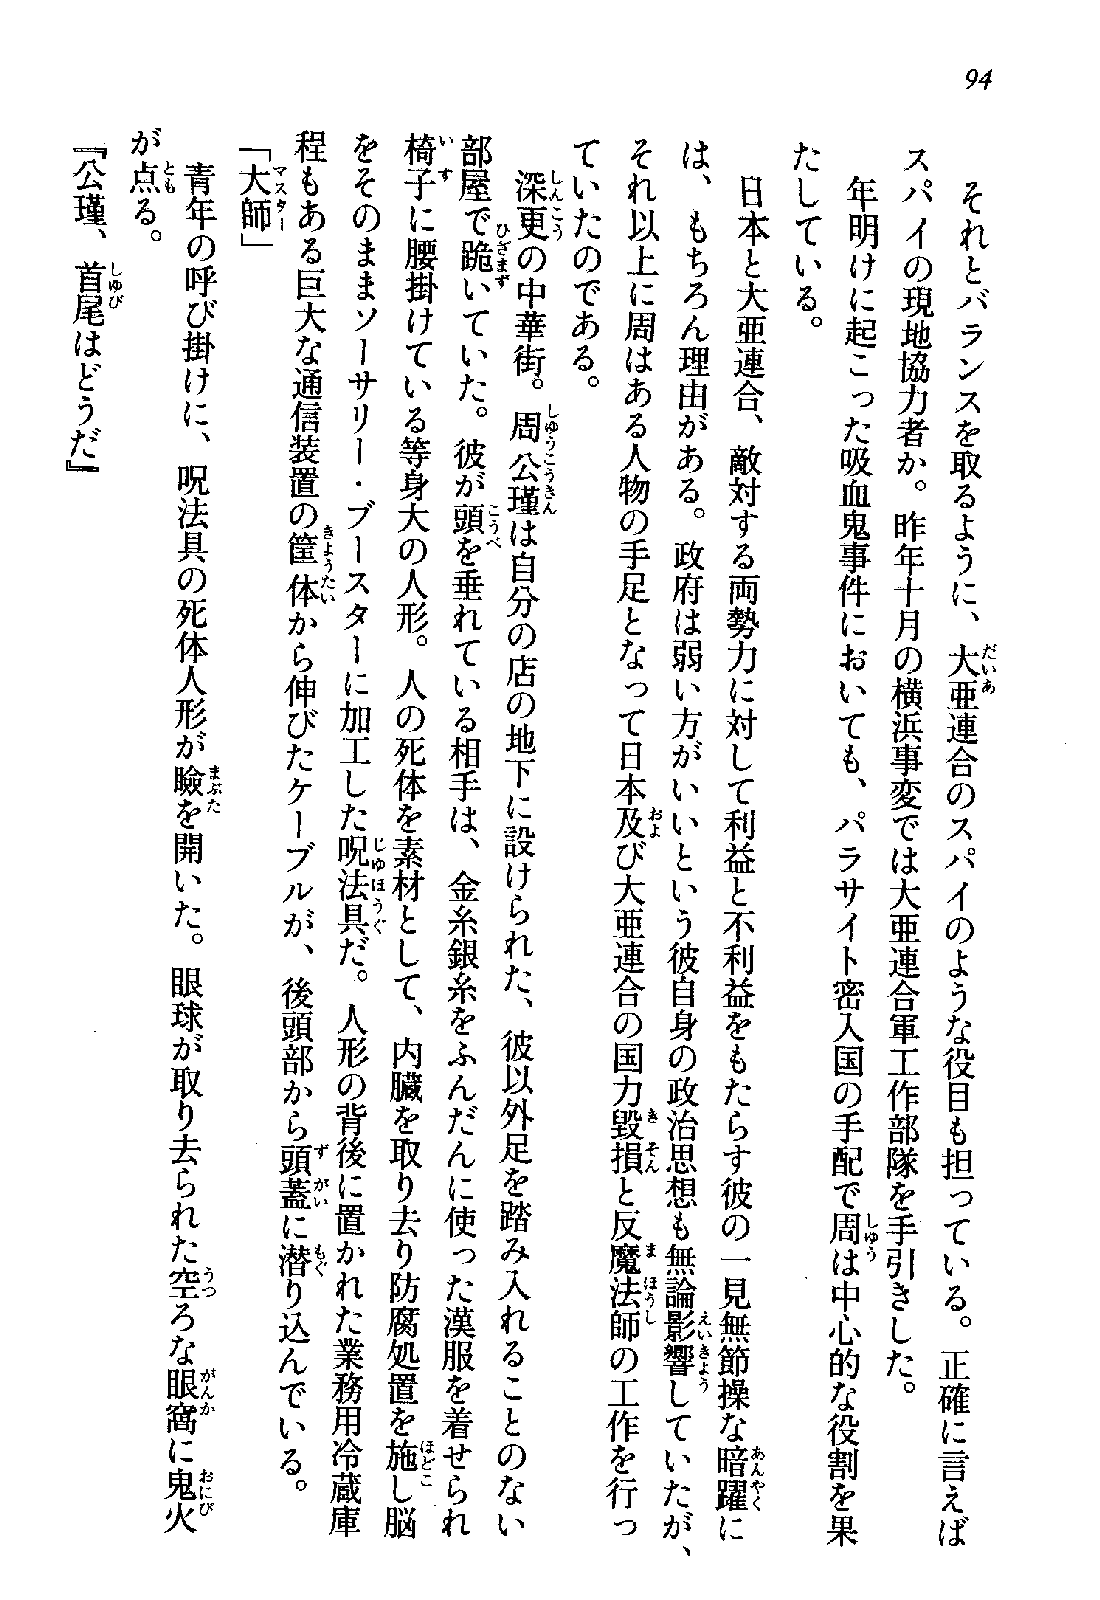 94
それとバランスを取るように、大亜連合のスパイのような役目も担っている。正確に言えば
スパイの現地協力者か。昨年十月の横浜事変では大亜連合軍工作部隊を手引きした。
年明けに起こった吸血鬼事件においても、パラサイト密入国の手配で周は中心的な役割を果
たしている。
日本と大亜連合、敵対する両勢力に対して利益と不利益をもたらす彼の一見無節操な暗躍に
は、もちろん理由がある。政府は弱い方がいいという彼自身の政治思想も無論影響していたが、
それ以上に周はある人物の手足となって日本及び大亜連合の国力毀損と反魔法師の工作を行っ
ていたのである。
深更の中華街。周公瑾は自分の店の地下に設けられた、彼以外足を踏み入れることのない
部屋で跪いていた。彼が頭を垂れている相手は、金糸銀糸をふんだんに使った漢服を着せられ
椅子に腰掛けている等身大の人形。人の死体を素材として、内臓を取り去り防腐処置を施し脳
をそのままソーサリー・ブースターに加工した呪法具だ。人形の背後に置かれた業務用冷蔵庫
程もある巨大な通信装置の筐体から伸びたケーブルが、後頭部から頭蓋に潜り込んでいる。
「大師」
青年の呼び掛けに、呪法具の死体人形が瞼を開いた。眼球が取り去られた空ろな眼窩に鬼火
が点る。
『公瑾、首尾はどうだ』